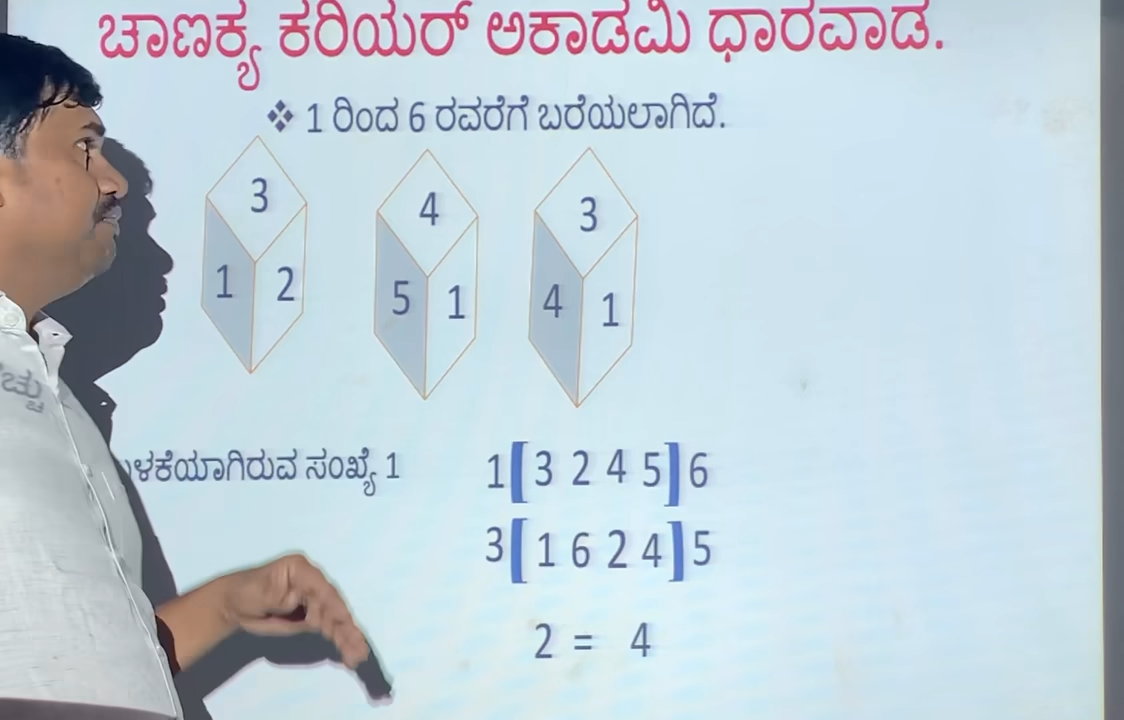 ಚಾಣಕ್ಯ ಕರಿಯರ್ ಅಕಾಡಮಿ ಧಾರವಾಡ.
❖ 1 ರಿಂದ 6 ರವರೆಗೆ ಬರೆಯಲಾಗಿದೆ.
3 4 3
1 2 5 1 4 1
ಸಂಖ್ಯೆ 1 1[3 2 4 5]6
3[1 6 2 4]5
2 = 4